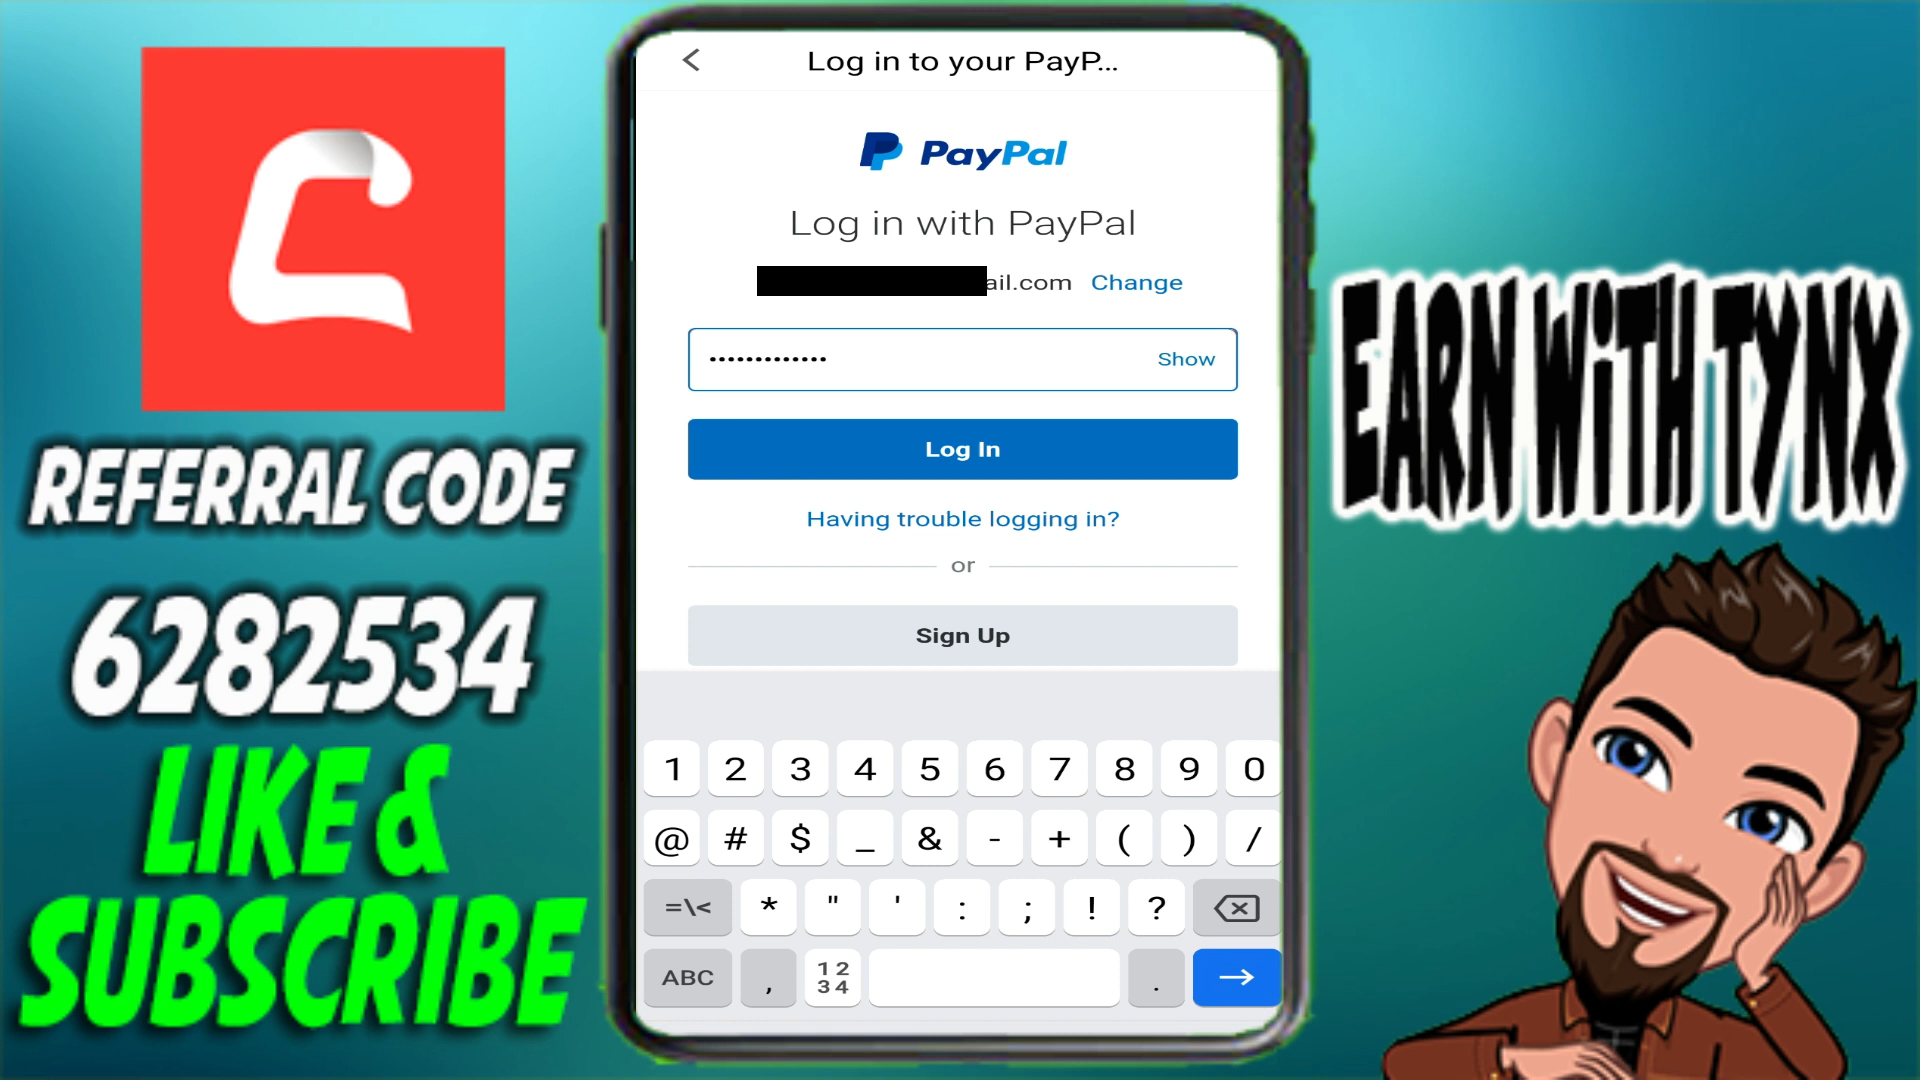 REFERRAL CODE
6282534
LIKE &
SUBSCRIBE
Log in to your PayP...
PayPal
Log in with PayPal
ail.com Change
••••••••••••• Show
Log In
Having trouble logging in?
or
Sign Up
1 2 3 4 5 6 7 8 9 0
@ # $ _ & - + ( ) /
=\< * " ' : ; ! ?
ABC , 12 34 .
EARN WiTH TYNX